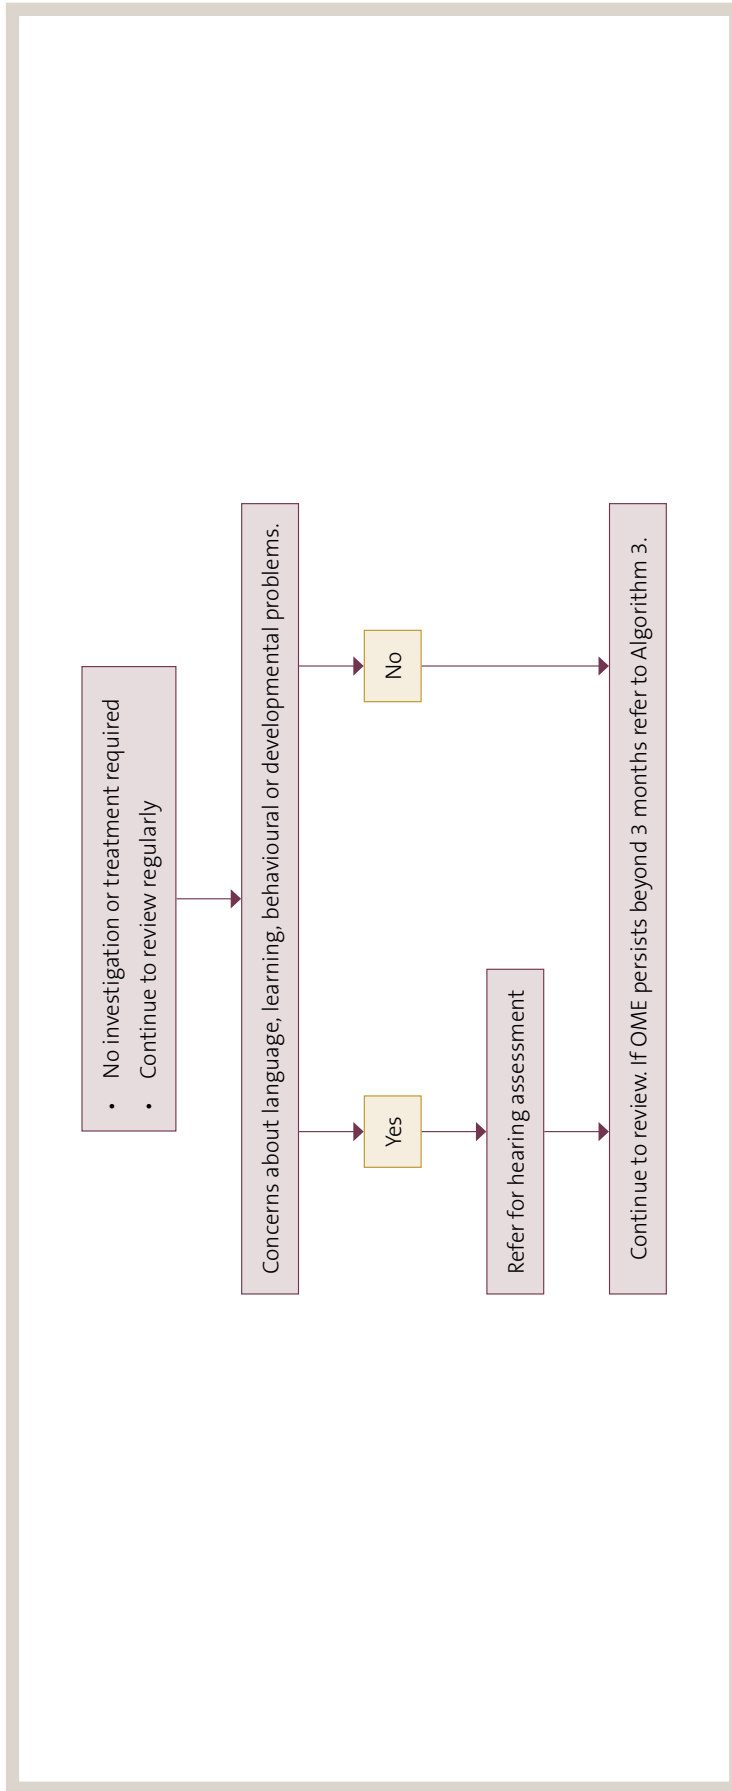 • No investigation or treatment required
• Continue to review regularly
Concerns about language, learning, behavioural or developmental problems.
Yes
No
Refer for hearing assessment
Continue to review. If OME persists beyond 3 months refer to Algorithm 3.